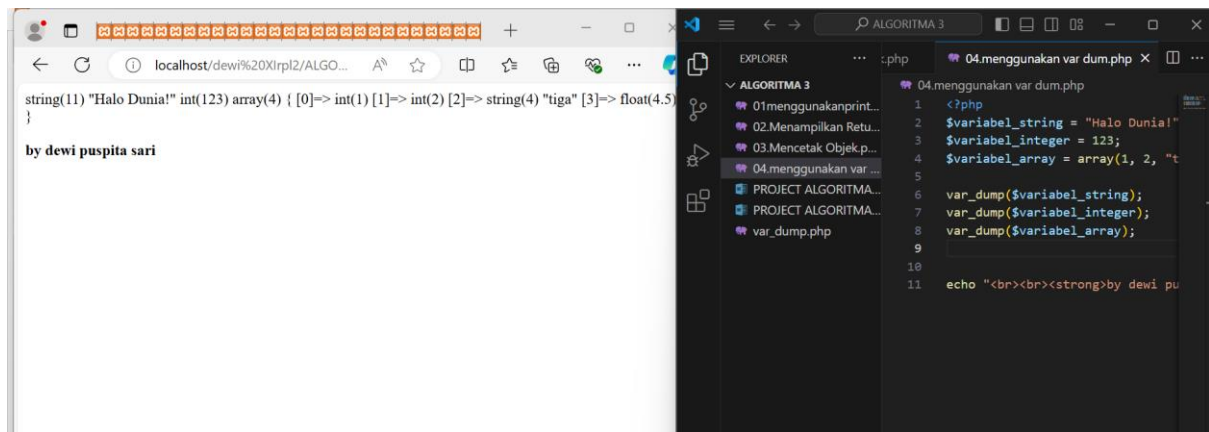 localhost/dewi%20XIrpl2/ALGO...
string(11) "Halo Dunia!" int(123) array(4) { [0]=> int(1) [1]=> int(2) [2]=> string(4) "tiga" [3]=> float(4.5)
}
by dewi puspita sari
ALGORITMA 3
EXPLORER
.php
04.menggunakan var dum.php
ALGORITMA 3
01menggunakanprint...
02.Menampilkan Retu...
03.Mencetak Objek.p...
04.menggunakan var ...
PROJECT ALGORITMA...
PROJECT ALGORITMA...
var_dump.php
04.menggunakan var dum.php
1 <?php
2 $variabel_string = "Halo Dunia!"
3 $variabel_integer = 123;
4 $variabel_array = array(1, 2, "t
5
6 var_dump($variabel_string);
7 var_dump($variabel_integer);
8 var_dump($variabel_array);
9
10
11 echo "<br><br><strong>by dewi pu